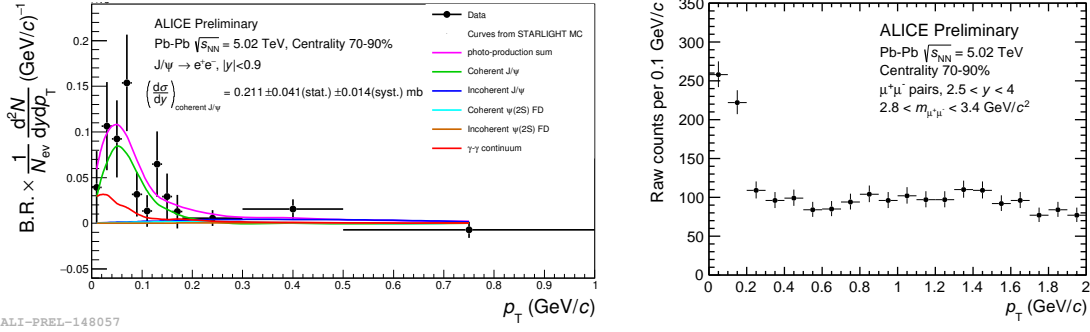 B.R. × 1/N_ev d²N/dydp_T (GeV/c)⁻¹
0.2
0.15
0.1
0.05
0
−0.05
ALICE Preliminary
Pb-Pb √s_NN = 5.02 TeV, Centrality 70-90%
J/ψ → e⁺e⁻, |y|<0.9
(dσ/dy)_coherent J/ψ = 0.211 ±0.041(stat.) ±0.014(syst.) mb
Data
Curves from STARLIGHT MC
photo-production sum
Coherent J/ψ
Incoherent J/ψ
Coherent ψ(2S) FD
Incoherent ψ(2S) FD
γ-γ continuum
0 0.1 0.2 0.3 0.4 0.5 0.6 0.7 0.8 0.9 1
p_T (GeV/c)
ALI-PREL-148057
Raw counts per 0.1 GeV/c
350
300
250
200
150
100
50
0
ALICE Preliminary
Pb-Pb √s_NN = 5.02 TeV
Centrality 70-90%
μ⁺μ⁻ pairs, 2.5 < y < 4
2.8 < m_μ⁺μ⁻ < 3.4 GeV/c²
0 0.2 0.4 0.6 0.8 1 1.2 1.4 1.6 1.8 2
p_T (GeV/c)